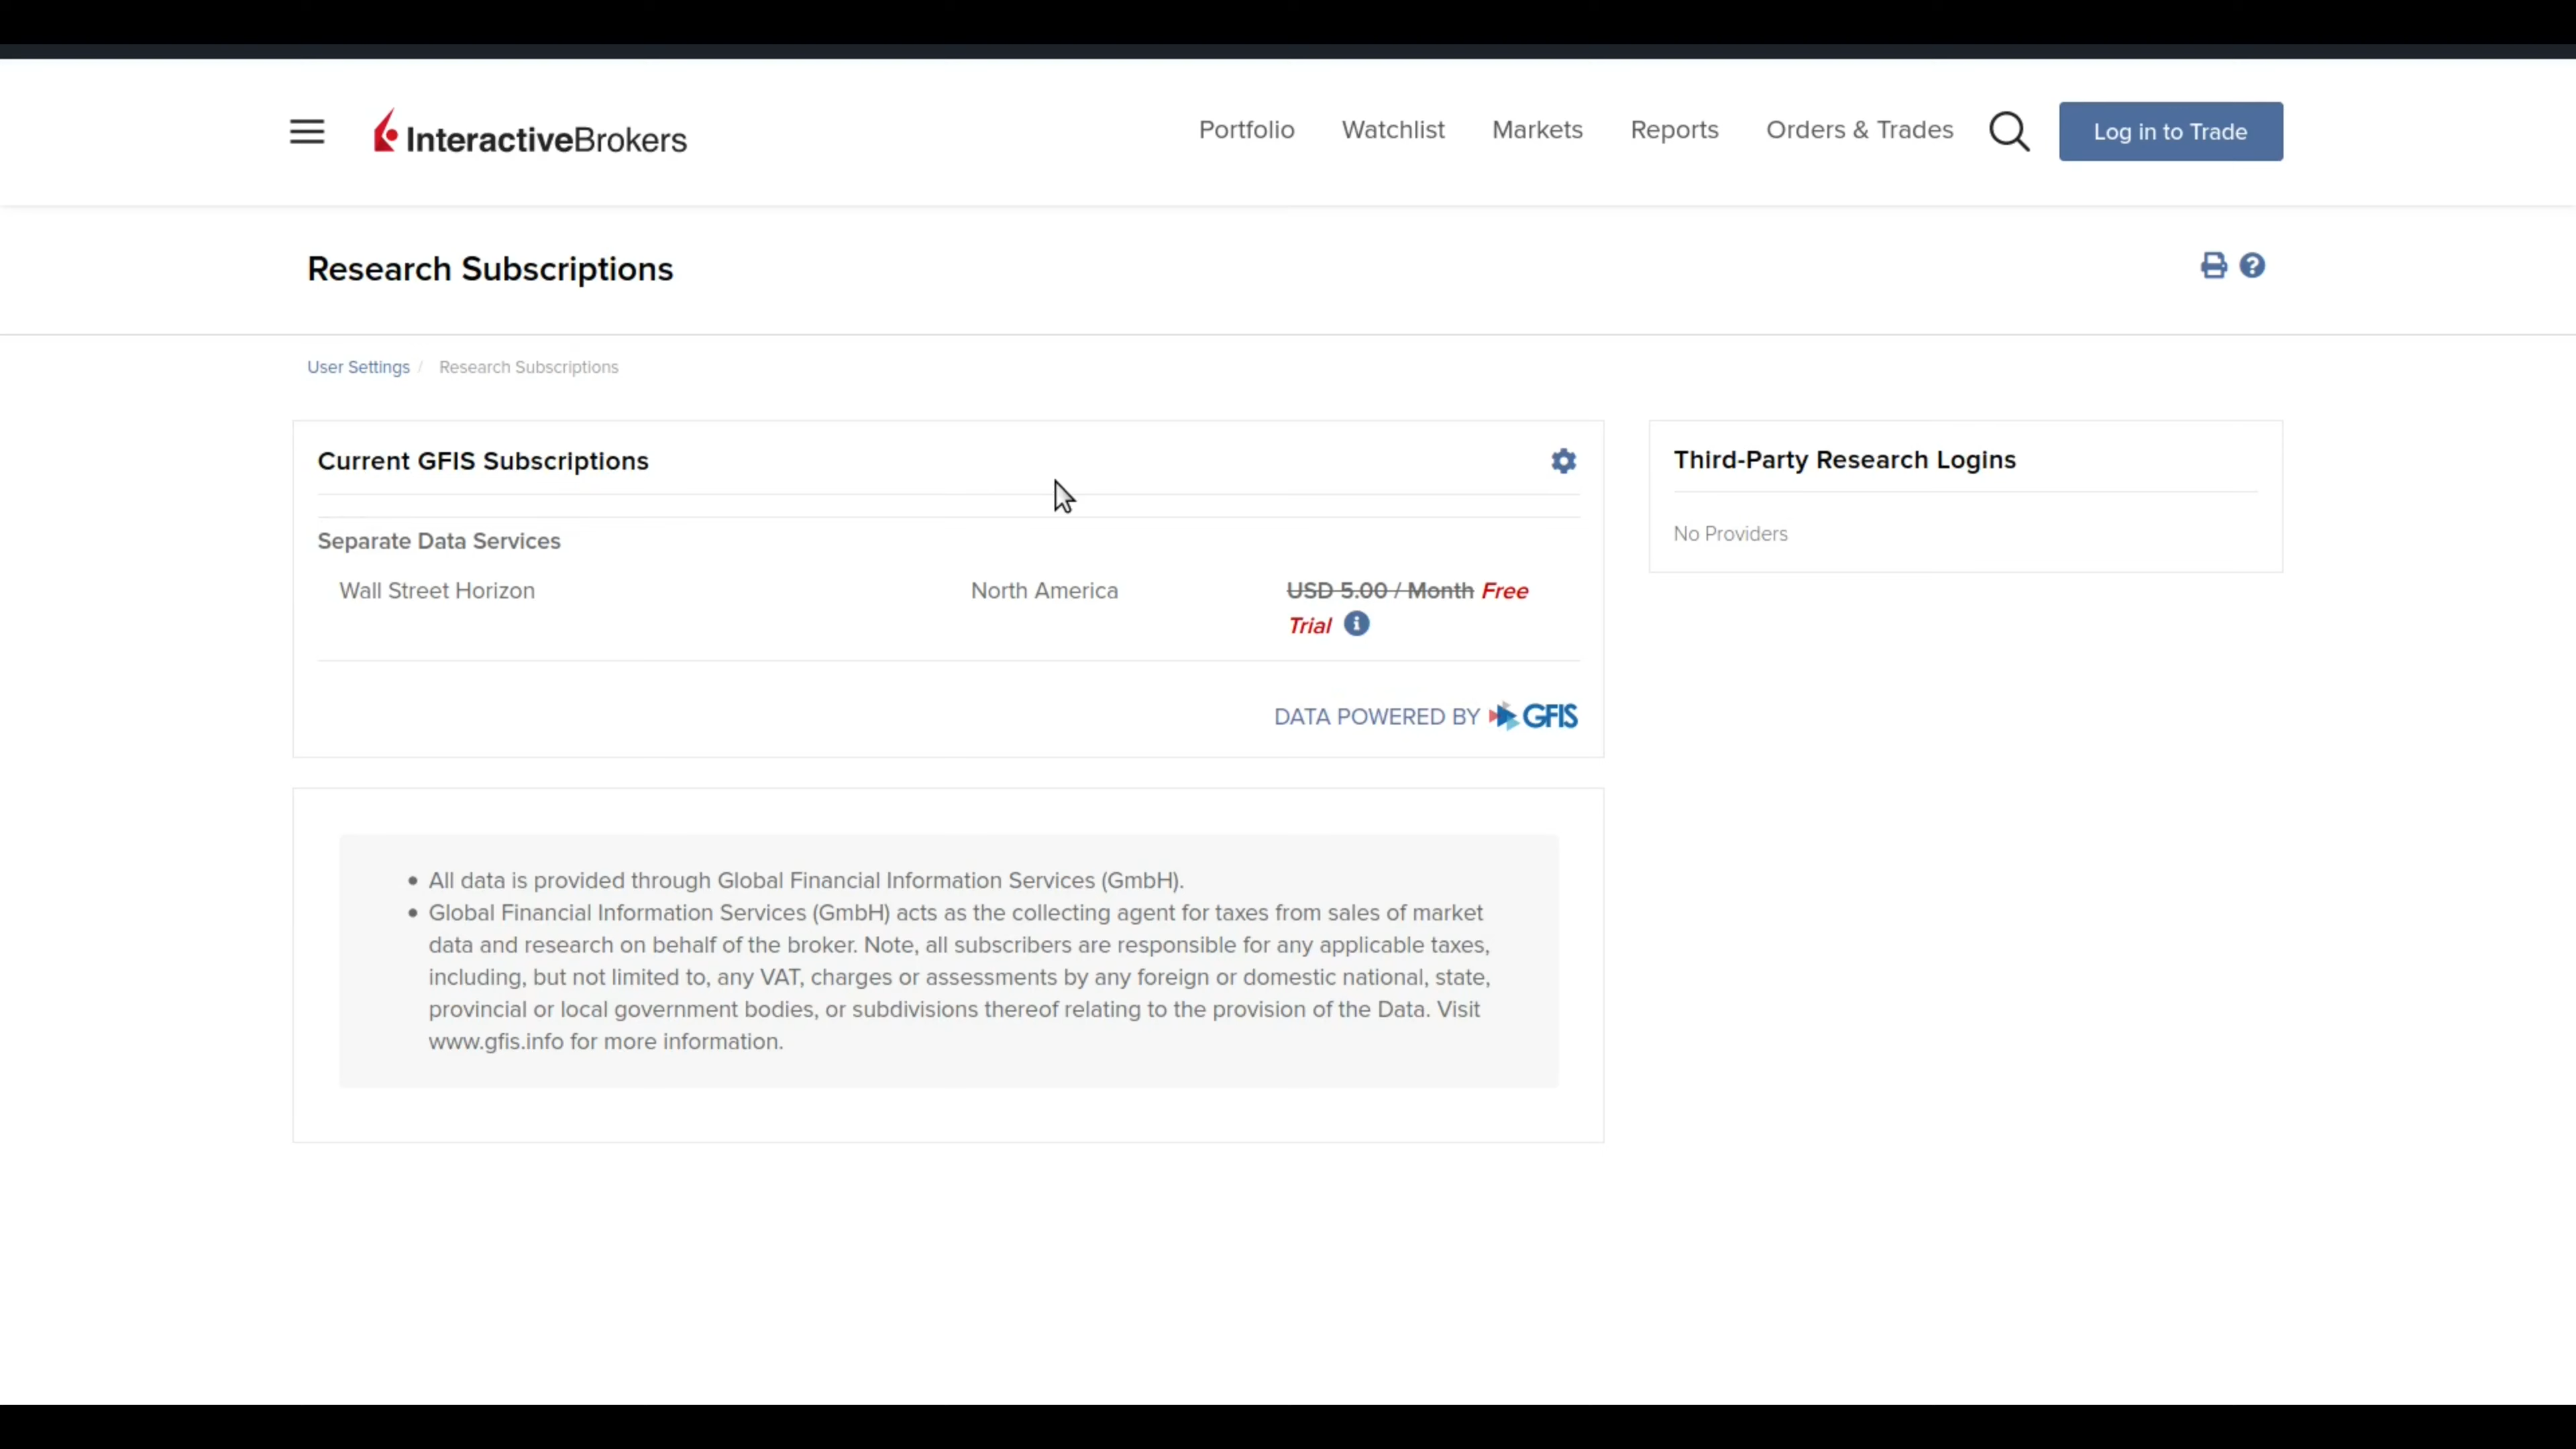 InteractiveBrokers
Portfolio Watchlist Markets Reports Orders & Trades Log in to Trade
Research Subscriptions
User Settings / Research Subscriptions
Current GFIS Subscriptions
Separate Data Services
Wall Street Horizon North America USD 5.00 / Month Free
Trial
DATA POWERED BY GFIS
Third-Party Research Logins
No Providers
• All data is provided through Global Financial Information Services (GmbH).
• Global Financial Information Services (GmbH) acts as the collecting agent for taxes from sales of market
data and research on behalf of the broker. Note, all subscribers are responsible for any applicable taxes,
including, but not limited to, any VAT, charges or assessments by any foreign or domestic national, state,
provincial or local government bodies, or subdivisions thereof relating to the provision of the Data. Visit
www.gfis.info for more information.